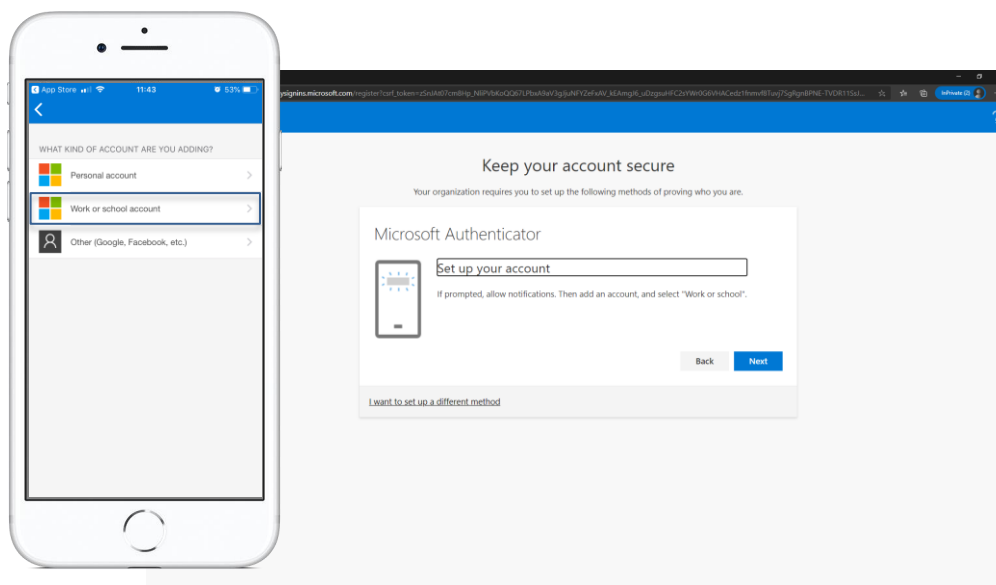 App Store 11:43 53%
WHAT KIND OF ACCOUNT ARE YOU ADDING?
Personal account
Work or school account
Other (Google, Facebook, etc.)
InPrivate (2)
Keep your account secure
Your organization requires you to set up the following methods of proving who you are.
Microsoft Authenticator
Set up your account
If prompted, allow notifications. Then add an account, and select "Work or school".
Back Next
I want to set up a different method